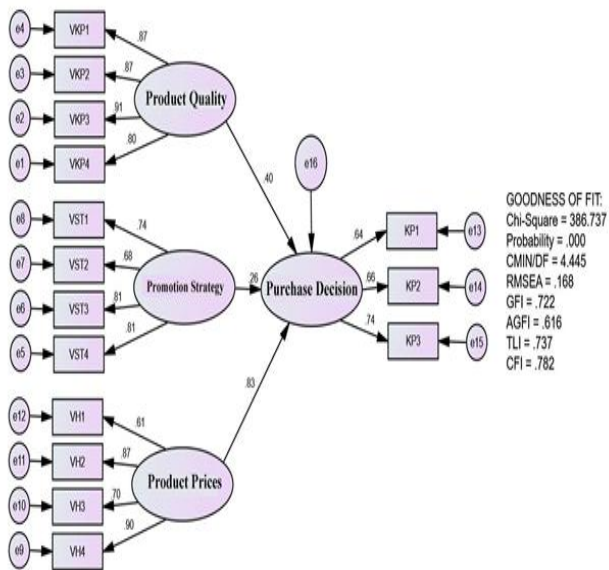 e4
VKP1
.87
e3
VKP2
.87
e2
VKP3
.91
e1
VKP4
.80
Product Quality
e16
.40
e8
VST1
.74
e7
VST2
.68
e6
VST3
.81
e5
VST4
.81
Promotion Strategy
.26
Purchase Decision
.64
KP1
e13
.66
KP2
e14
.74
KP3
e15
.83
e12
VH1
.61
e11
VH2
.87
e10
VH3
.70
e9
VH4
.90
Product Prices
GOODNESS OF FIT:
Chi-Square = 386.737
Probability = .000
CMIN/DF = 4.445
RMSEA = .168
GFI = .722
AGFI = .616
TLI = .737
CFI = .782